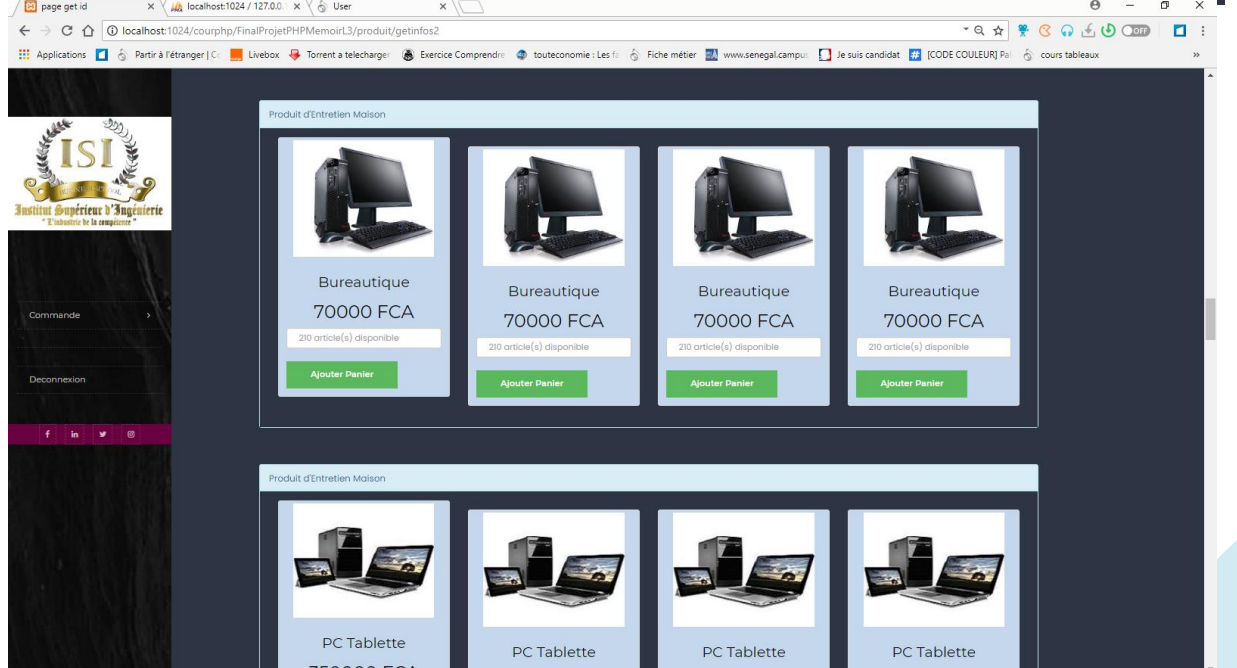 page get id
localhost:1024 / 127.0.0.
User
localhost:1024/courphp/FinalProjetPHPMemoirL3/produit/getinfos2
Applications
Partir à l'étranger | C
Livebox
Torrent a telecharger
Exercice Comprendre
touteconomie : Les fa
Fiche métier
www.senegal.campus
Je suis candidat
[CODE COULEUR] Pal
cours tableaux
OFF
ISI
Institut Supérieur d'Ingénierie
"L'industrie de la compétence"
Commande
Deconnexion
Produit d'Entretien Maison
Bureautique
70000 FCA
210 article(s) disponible
Ajouter Panier
Bureautique
70000 FCA
210 article(s) disponible
Ajouter Panier
Bureautique
70000 FCA
210 article(s) disponible
Ajouter Panier
Bureautique
70000 FCA
210 article(s) disponible
Ajouter Panier
Produit d'Entretien Maison
PC Tablette
PC Tablette
PC Tablette
PC Tablette